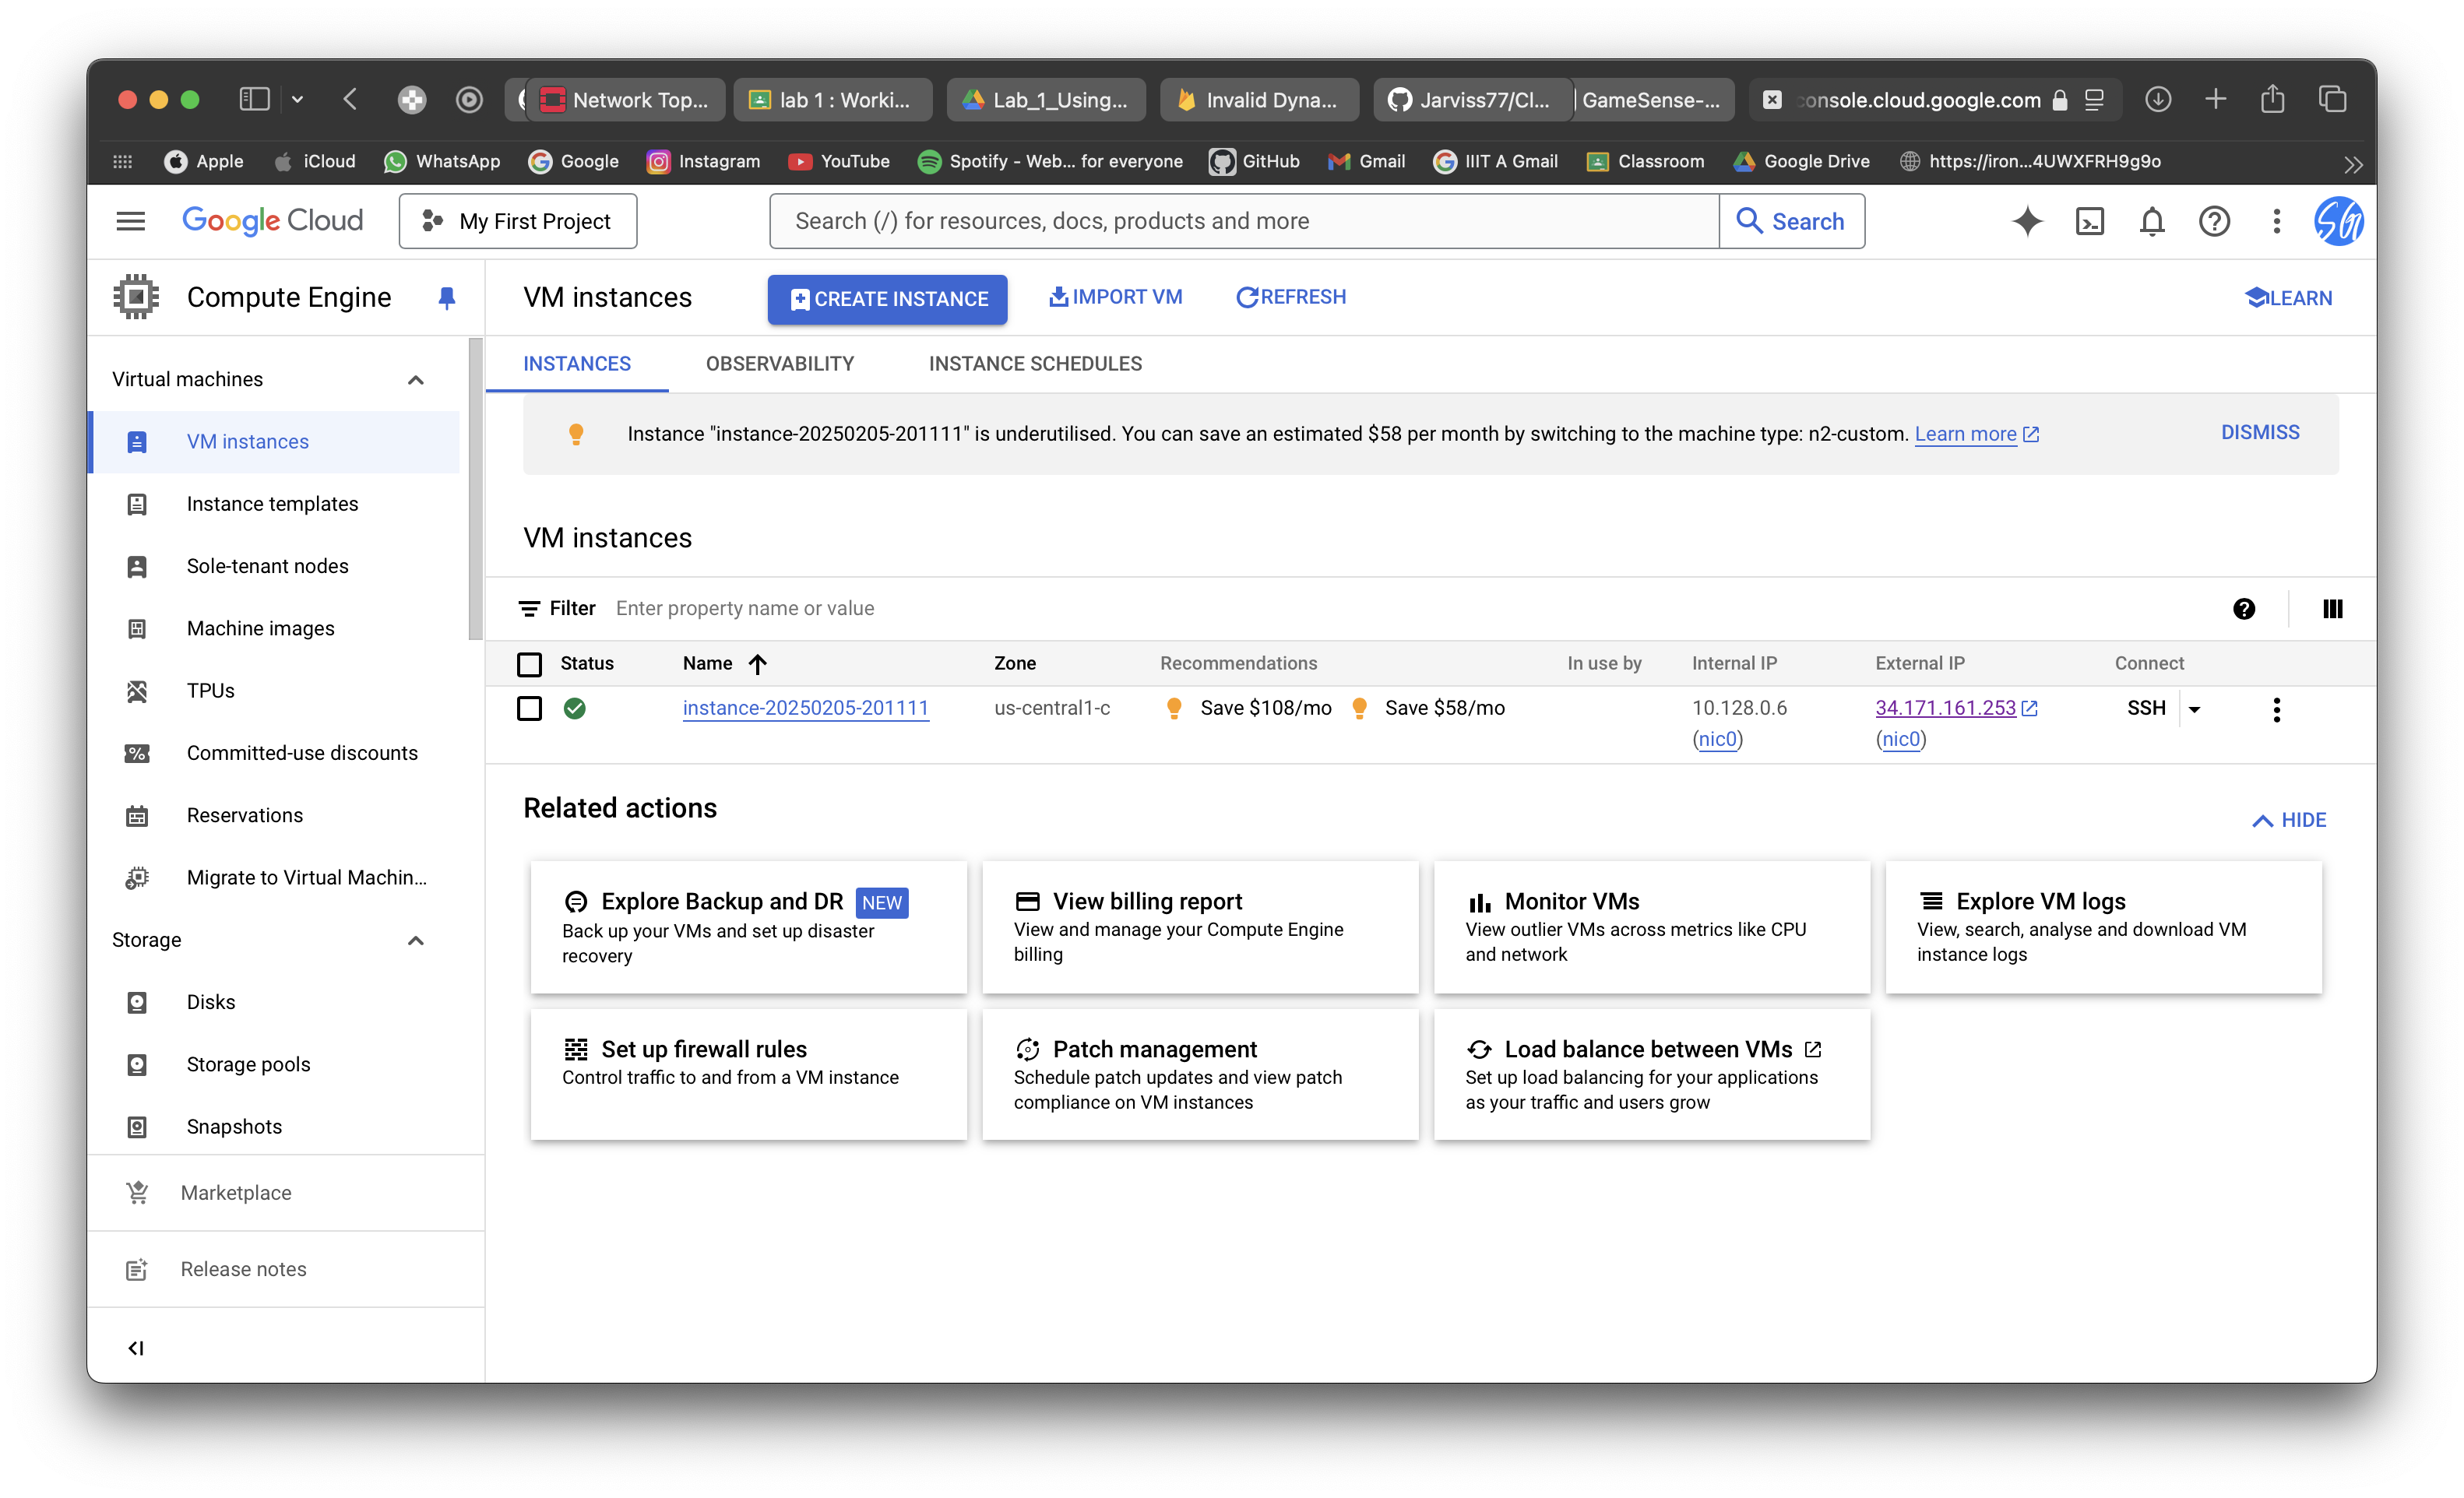 Network Top...
lab 1 : Worki...
Lab_1_Using...
Invalid Dyna...
Jarviss77/Cl...
GameSense-...
console.cloud.google.com
Apple
iCloud
WhatsApp
Google
Instagram
YouTube
Spotify - Web... for everyone
GitHub
Gmail
IIIT A Gmail
Classroom
Google Drive
https://iron...4UWXFRH9g9o
Google Cloud
My First Project
Search (/) for resources, docs, products and more
Search
Compute Engine
VM instances
CREATE INSTANCE
IMPORT VM
REFRESH
LEARN
Virtual machines
VM instances
Instance templates
Sole-tenant nodes
Machine images
TPUs
Committed-use discounts
Reservations
Migrate to Virtual Machin...
Storage
Disks
Storage pools
Snapshots
Marketplace
Release notes
INSTANCES
OBSERVABILITY
INSTANCE SCHEDULES
Instance "instance-20250205-201111" is underutilised. You can save an estimated $58 per month by switching to the machine type: n2-custom. Learn more
DISMISS
VM instances
Filter
Enter property name or value
Status
Name
Zone
Recommendations
In use by
Internal IP
External IP
Connect
instance-20250205-201111
us-central1-c
Save $108/mo
Save $58/mo
10.128.0.6
(nic0)
34.171.161.253
(nic0)
SSH
Related actions
HIDE
Explore Backup and DR NEW
Back up your VMs and set up disaster
recovery
View billing report
View and manage your Compute Engine
billing
Monitor VMs
View outlier VMs across metrics like CPU
and network
Explore VM logs
View, search, analyse and download VM
instance logs
Set up firewall rules
Control traffic to and from a VM instance
Patch management
Schedule patch updates and view patch
compliance on VM instances
Load balance between VMs
Set up load balancing for your applications
as your traffic and users grow